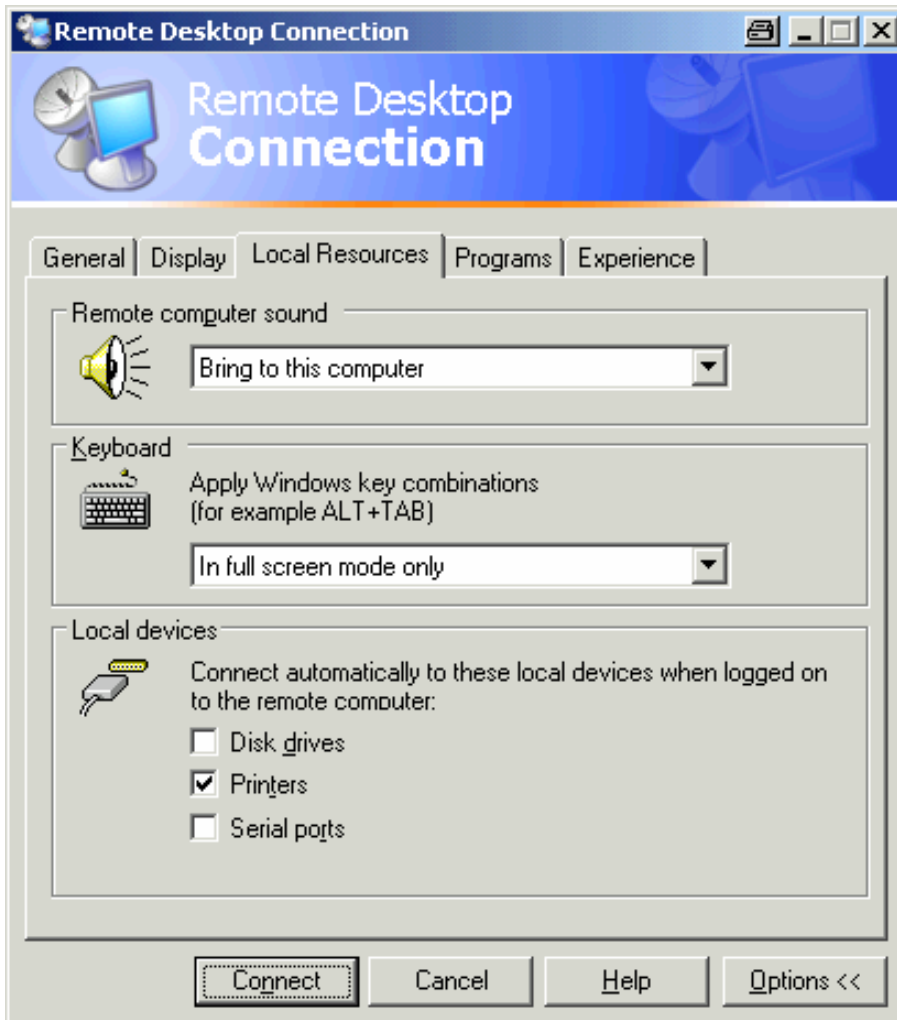 Remote Desktop Connection
Remote Desktop
Connection
General Display Local Resources Programs Experience
Remote computer sound
Bring to this computer
Keyboard
Apply Windows key combinations
(for example ALT+TAB)
In full screen mode only
Local devices
Connect automatically to these local devices when logged on
to the remote computer:
Disk drives
Printers
Serial ports
Connect Cancel Help Options <<